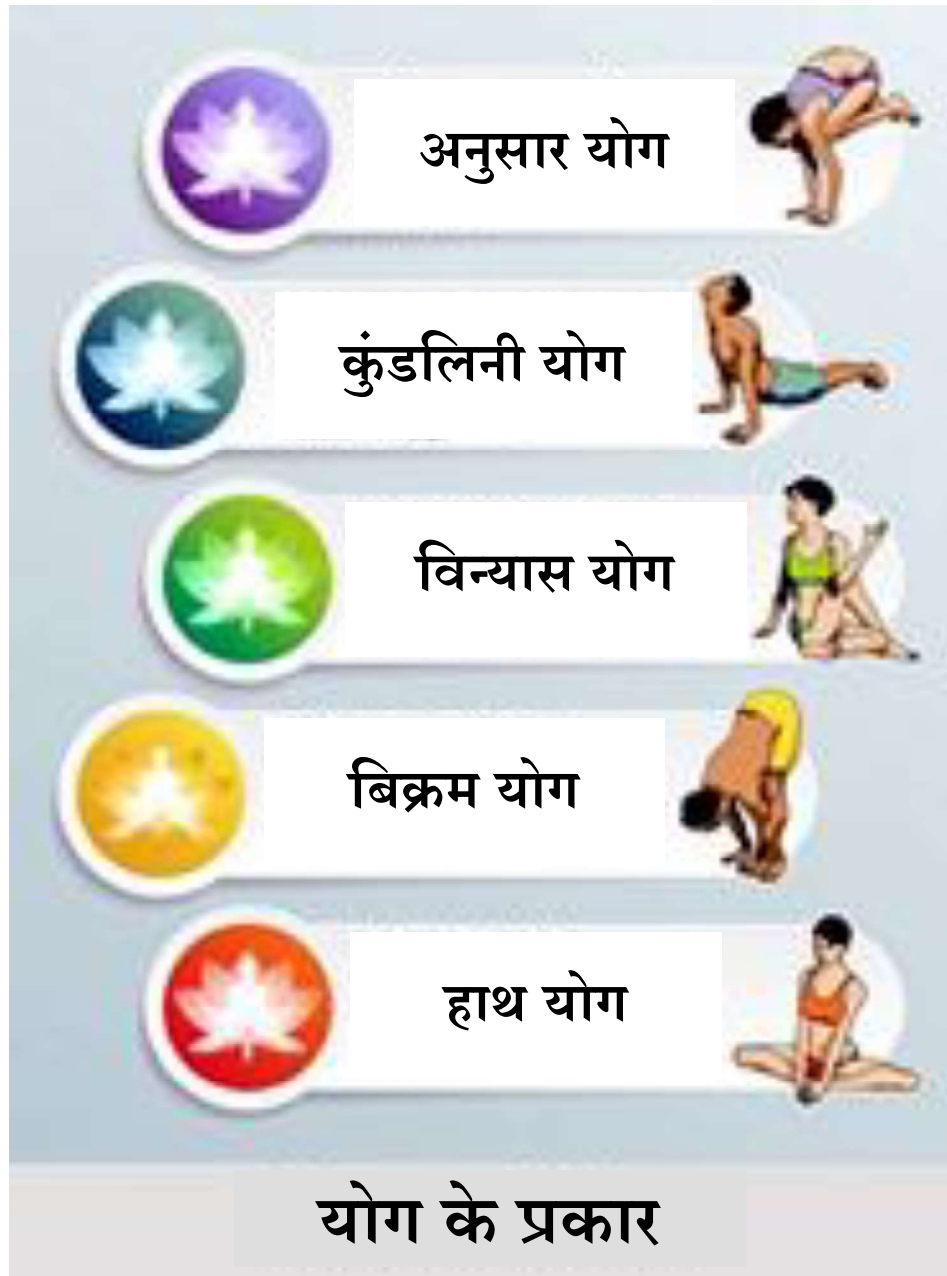 अनुसार योग
कुंडलिनी योग
विन्यास योग
बिक्रम योग
हाथ योग
योग के प्रकार